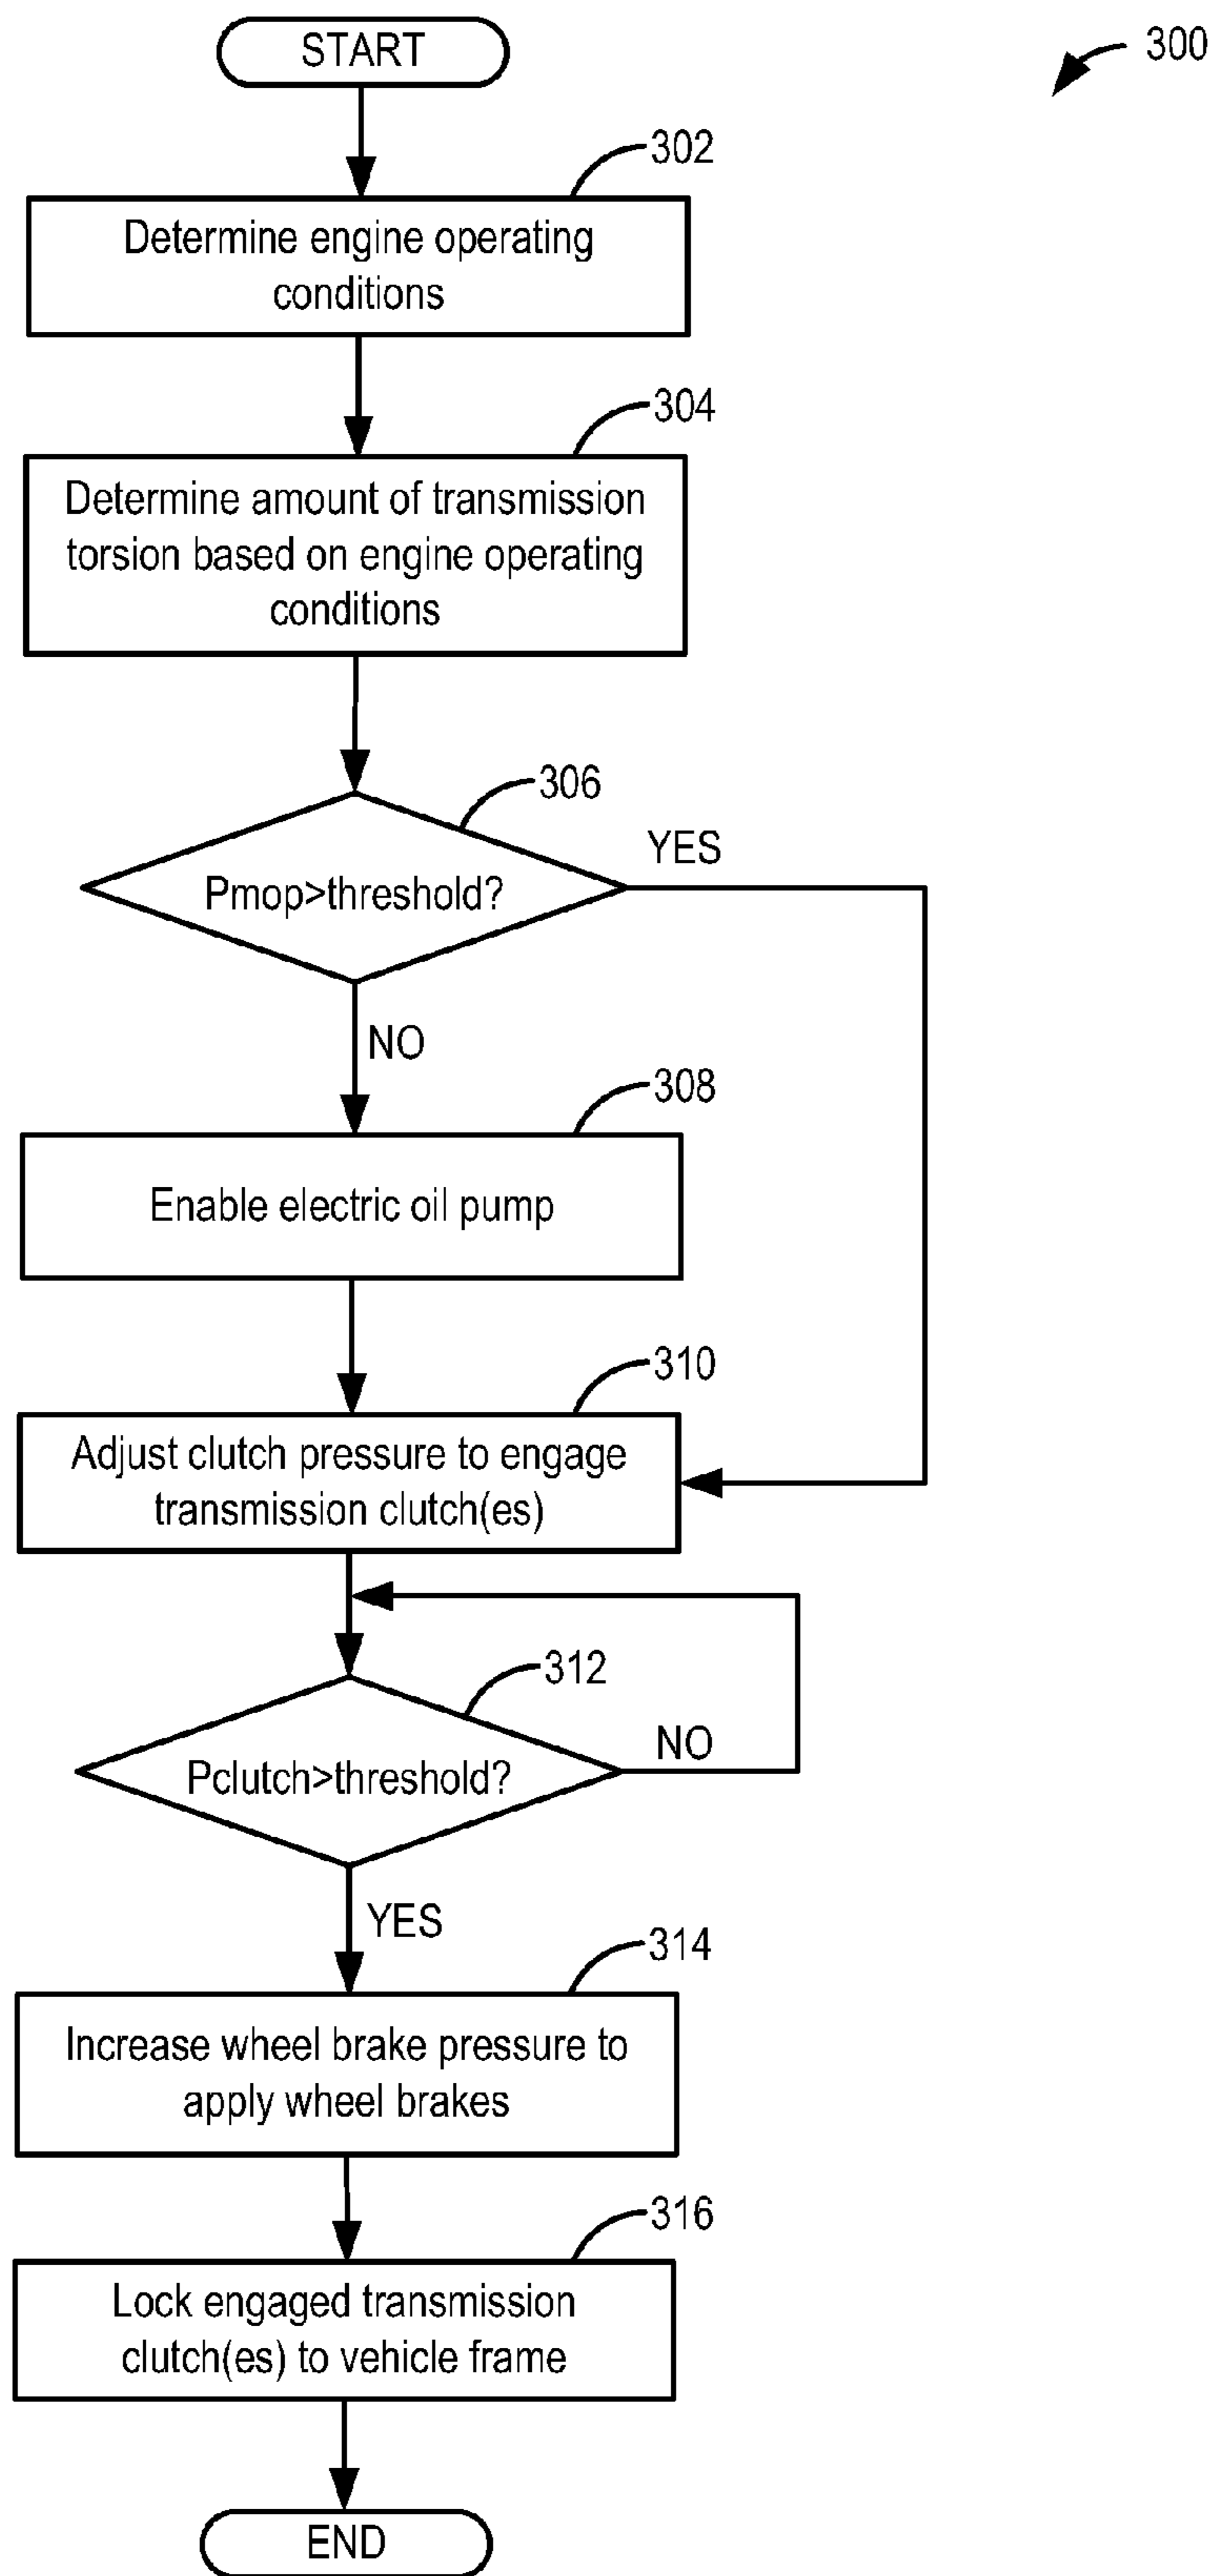 START
300
302
Determine engine operating
conditions
304
Determine amount of transmission
torsion based on engine operating
conditions
306
YES
Pmop>threshold?
NO
308
Enable electric oil pump
310
Adjust clutch pressure to engage
transmission clutch(es)
312
NO
Pclutch>threshold?
YES
314
Increase wheel brake pressure to
apply wheel brakes
316
Lock engaged transmission
clutch(es) to vehicle frame
END